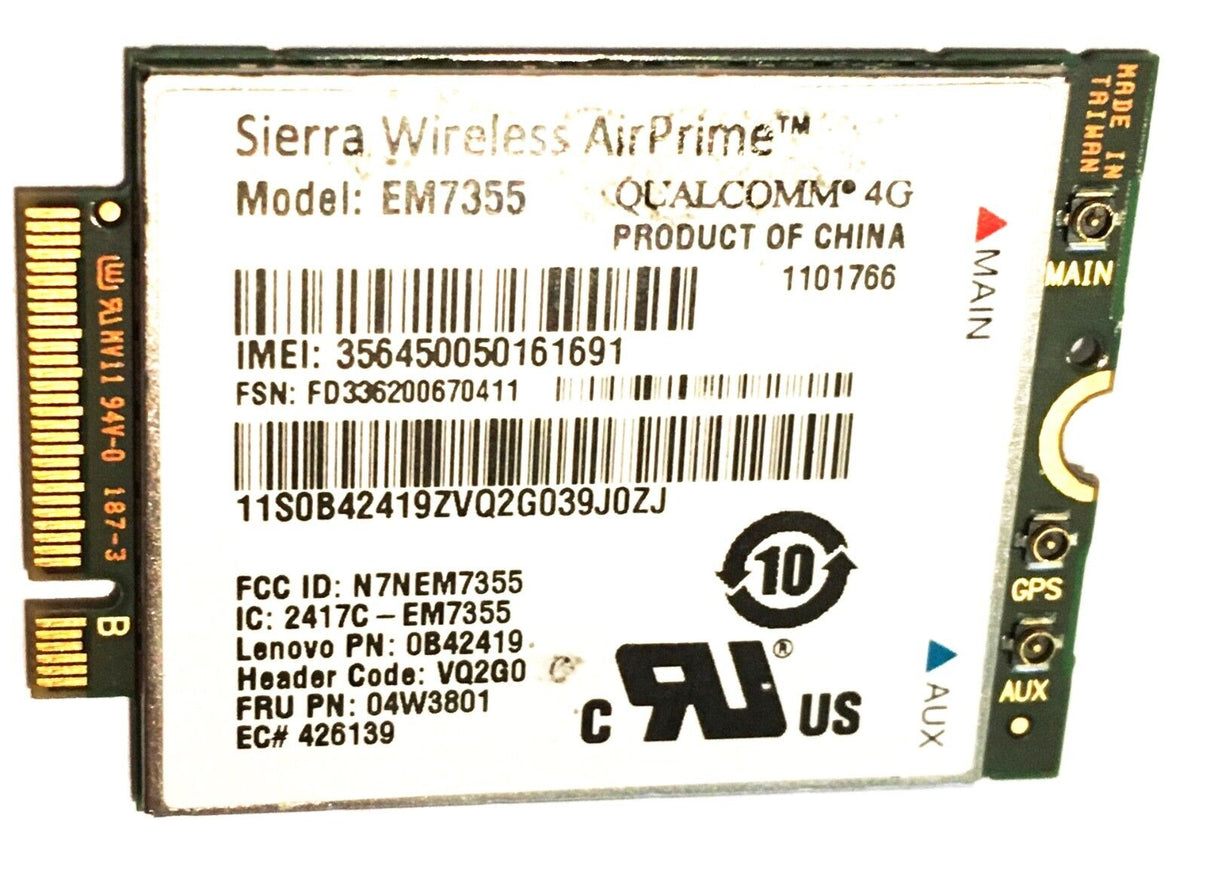 Sierra Wireless AirPrime™
Model: EM7355
QUALCOMM® 4G
PRODUCT OF CHINA
1101766
IMEI: 356450050161691
FSN: FD336200670411
11S0B42419ZVQ2G039J0ZJ
10
FCC ID: N7NEM7355
IC: 2417C-EM7355
Lenovo PN: 0B42419
Header Code: VQ2G0
FRU PN: 04W3801
EC# 426139
C RU® US
MAIN
AUX
MADE IN
TAIWAN
MAIN
GPS
AUX
MV11 94V-0 187-3
B